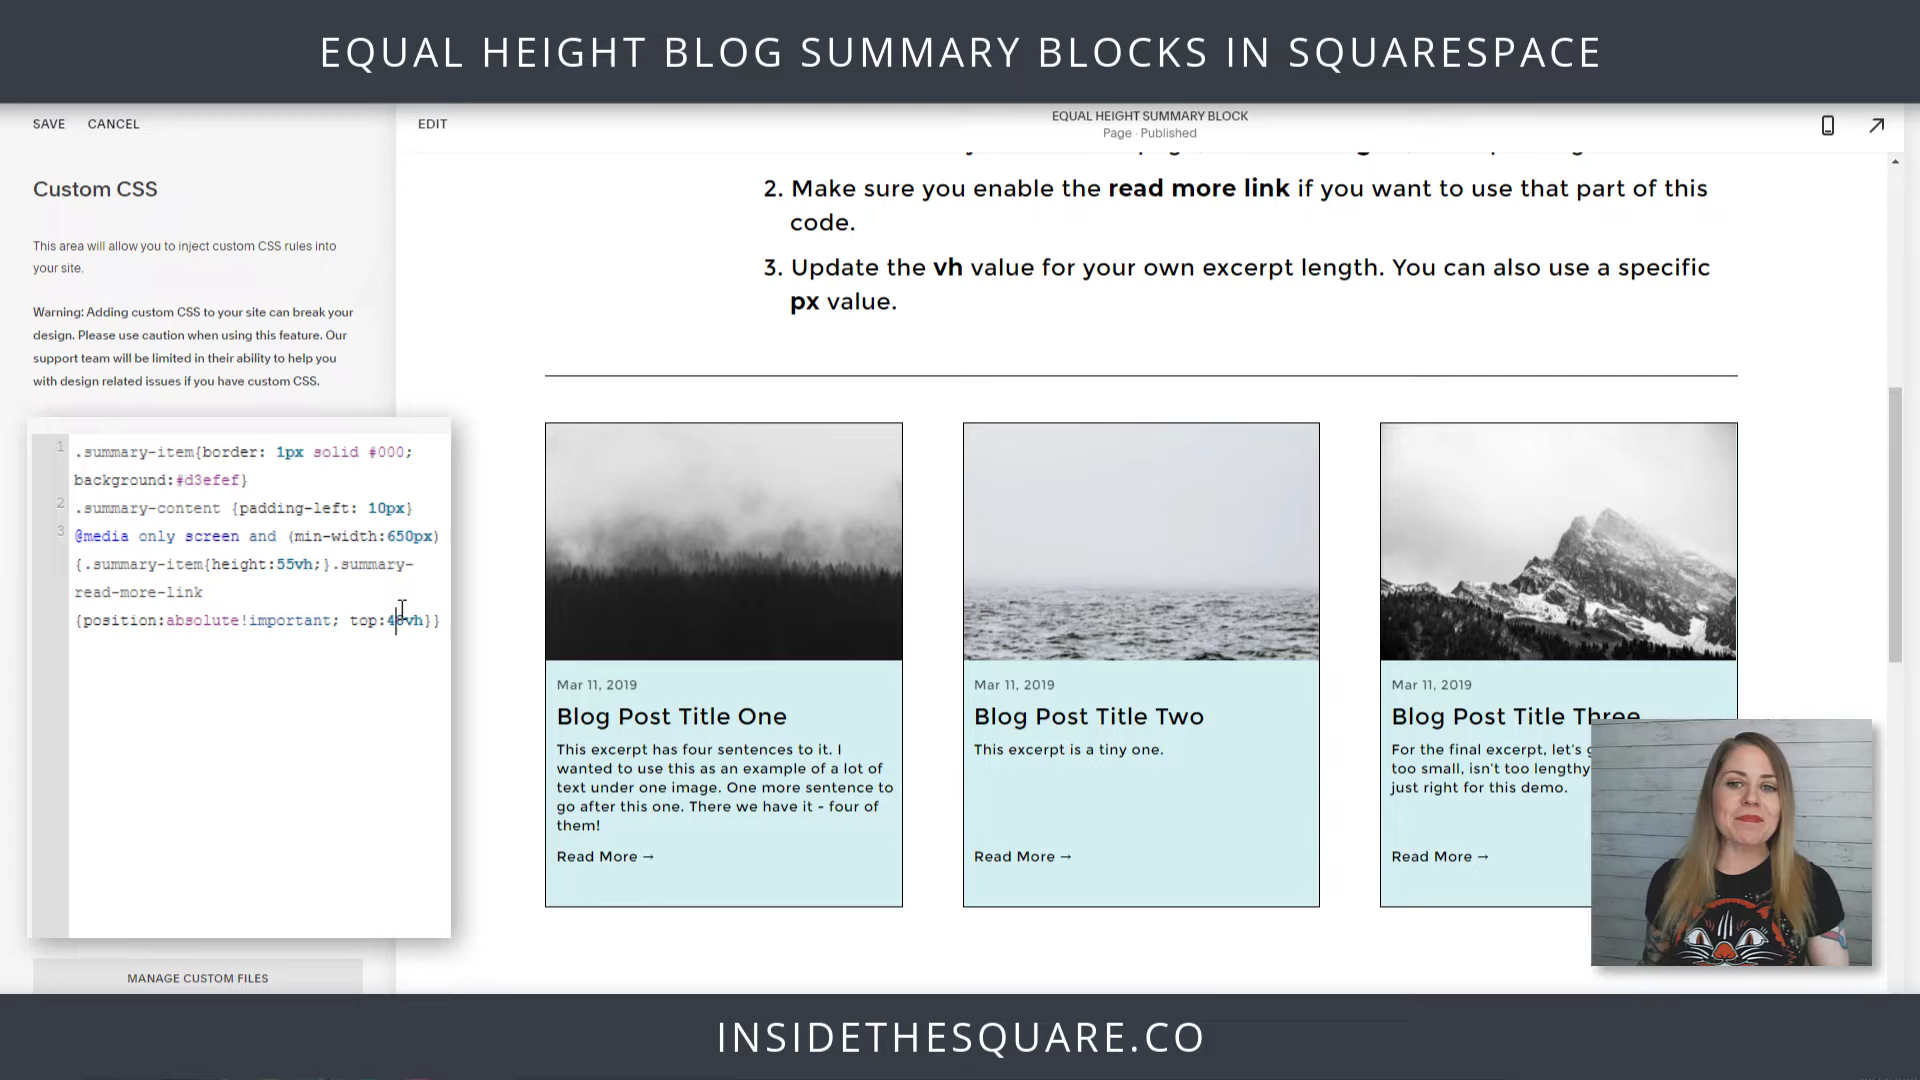 EQUAL HEIGHT BLOG SUMMARY BLOCKS IN SQUARESPACE
SAVE CANCEL
EDIT
EQUAL HEIGHT SUMMARY BLOCK
Page · Published
Custom CSS
This area will allow you to inject custom CSS rules into
your site.
Warning: Adding custom CSS to your site can break your
design. Please use caution when using this feature. Our
support team will be limited in their ability to help you
with design related issues if you have custom CSS.
1 .summary-item{border: 1px solid #000;
background:#d3efef}
2 .summary-content {padding-left: 10px}
3 @media only screen and (min-width:650px)
{.summary-item{height:55vh;}.summary-
read-more-link
{position:absolute!important; top:48vh}}
MANAGE CUSTOM FILES
2. Make sure you enable the read more link if you want to use that part of this
code.
3. Update the vh value for your own excerpt length. You can also use a specific
px value.
Mar 11, 2019
Blog Post Title One
This excerpt has four sentences to it. I
wanted to use this as an example of a lot of
text under one image. One more sentence to
go after this one. There we have it - four of
them!
Read More →
Mar 11, 2019
Blog Post Title Two
This excerpt is a tiny one.
Read More →
Mar 11, 2019
Blog Post Title Three
For the final excerpt, let's
too small, isn't too lengthy
just right for this demo.
Read More →
INSIDETHESQUARE.CO